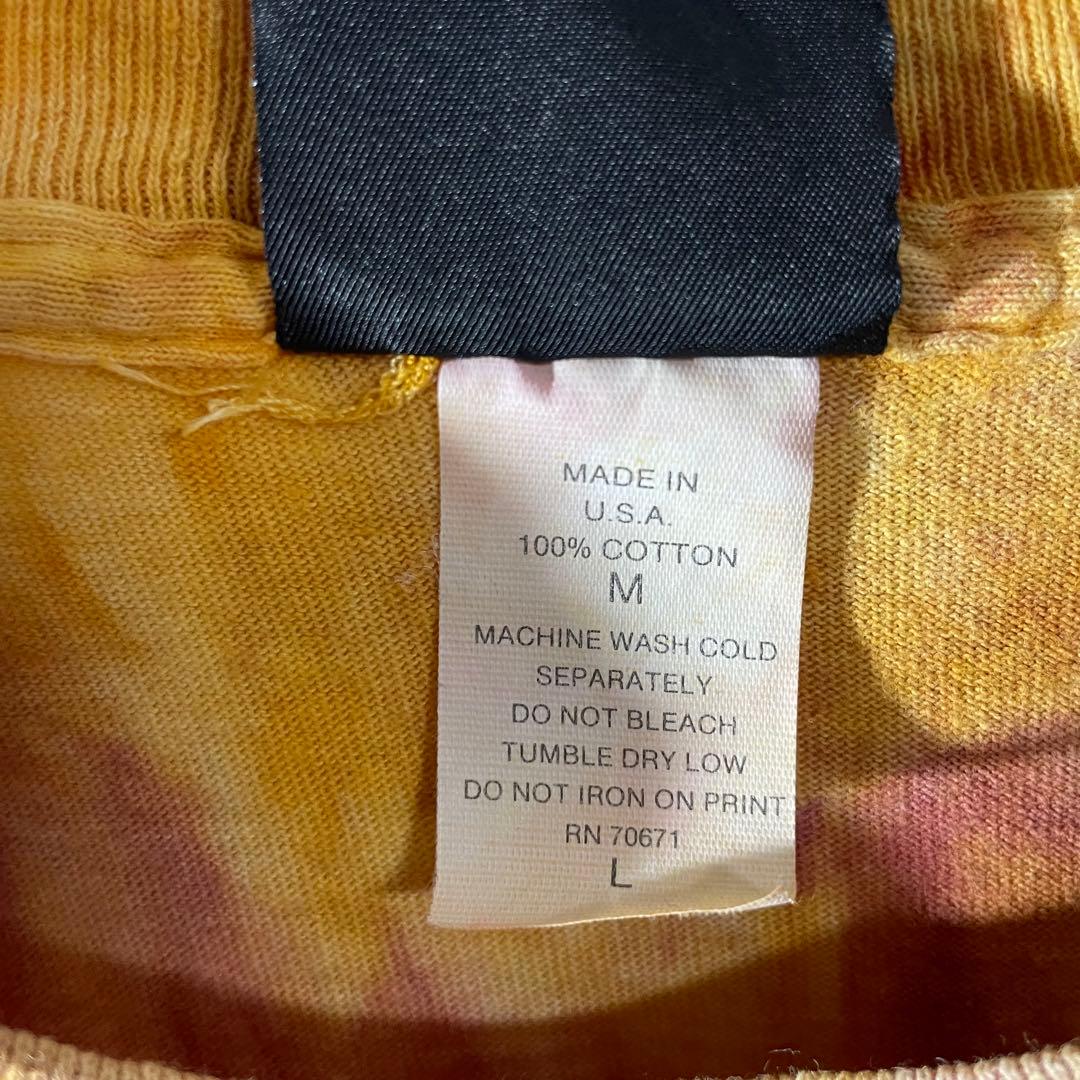 MADE IN
U.S.A.
100% COTTON
M
MACHINE WASH COLD
SEPARATELY
DO NOT BLEACH
TUMBLE DRY LOW
DO NOT IRON ON PRINT
RN 70671
L